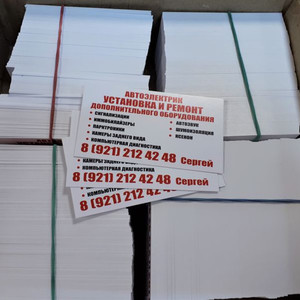 АВТОЭЛЕКТРИК
УСТАНОВКА И РЕМОНТ
ДОПОЛНИТЕЛЬНОГО ОБОРУДОВАНИЯ
• СИГНАЛИЗАЦИИ
• ИММОБИЛАЙЗЕРЫ
• ПАРКТРОНИКИ
• КАМЕРЫ ЗАДНЕГО ВИДА
• КОМПЬЮТЕРНАЯ ДИАГНОСТИКА
• АВТОЗВУК
• ШУМОИЗОЛЯЦИЯ
• КСЕНОН
8 (921) 212 42 48 Сергей
КАМЕРЫ ЗАДНЕГО ВИДА
• КОМПЬЮТЕРНАЯ ДИАГНОСТИКА
8 (921) 212 42 48 Сергей
• КОМПЬЮТЕРНАЯ ДИАГНОСТИКА
8 (921) 212 42 48 Сергей